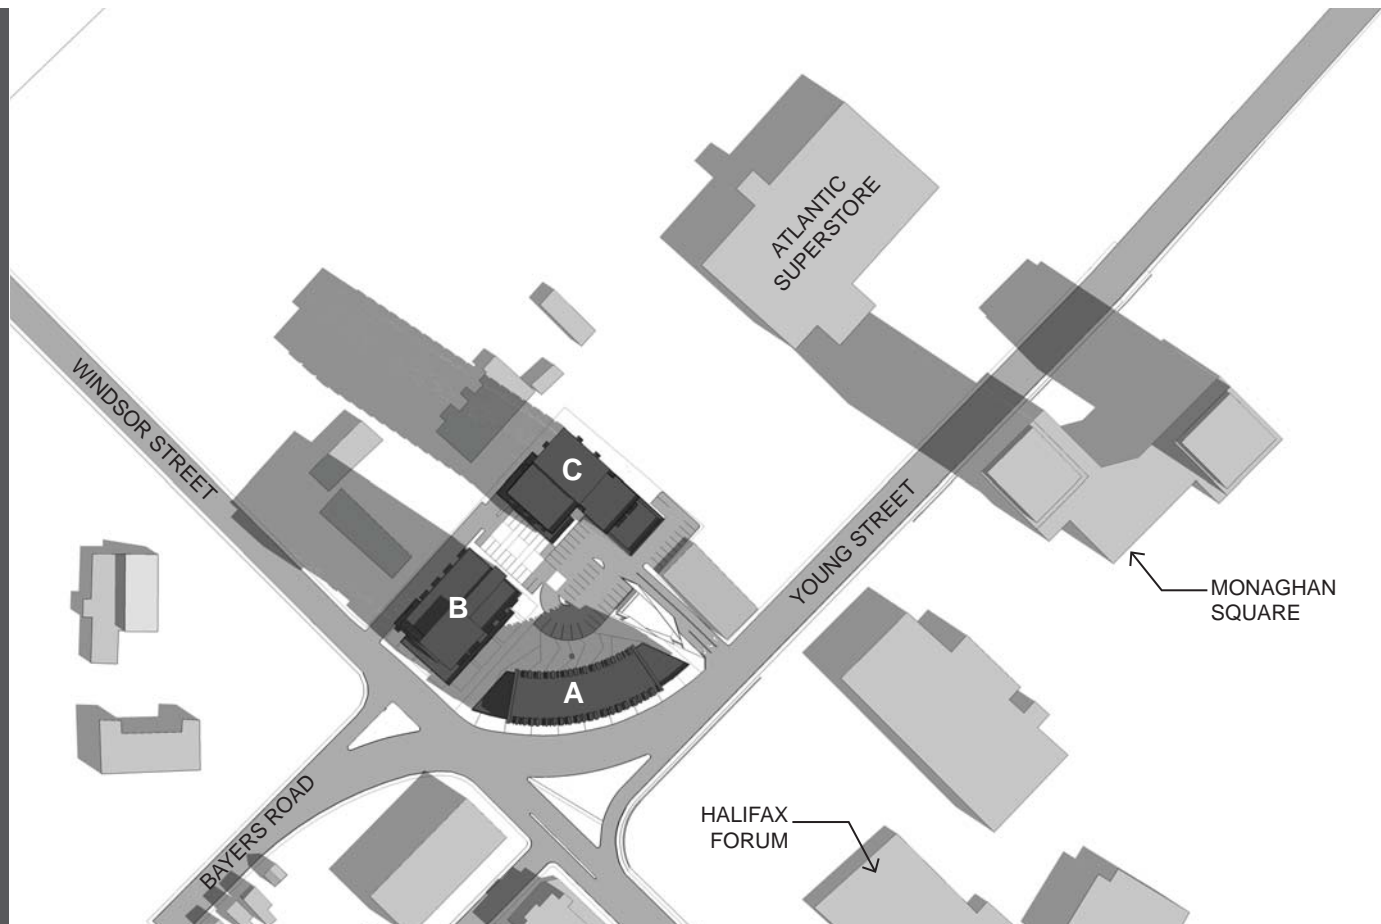 ATLANTIC
SUPERSTORE
WINDSOR STREET
C
YOUNG STREET
MONAGHAN
SQUARE
B
A
HALIFAX
FORUM
BAYERS ROAD